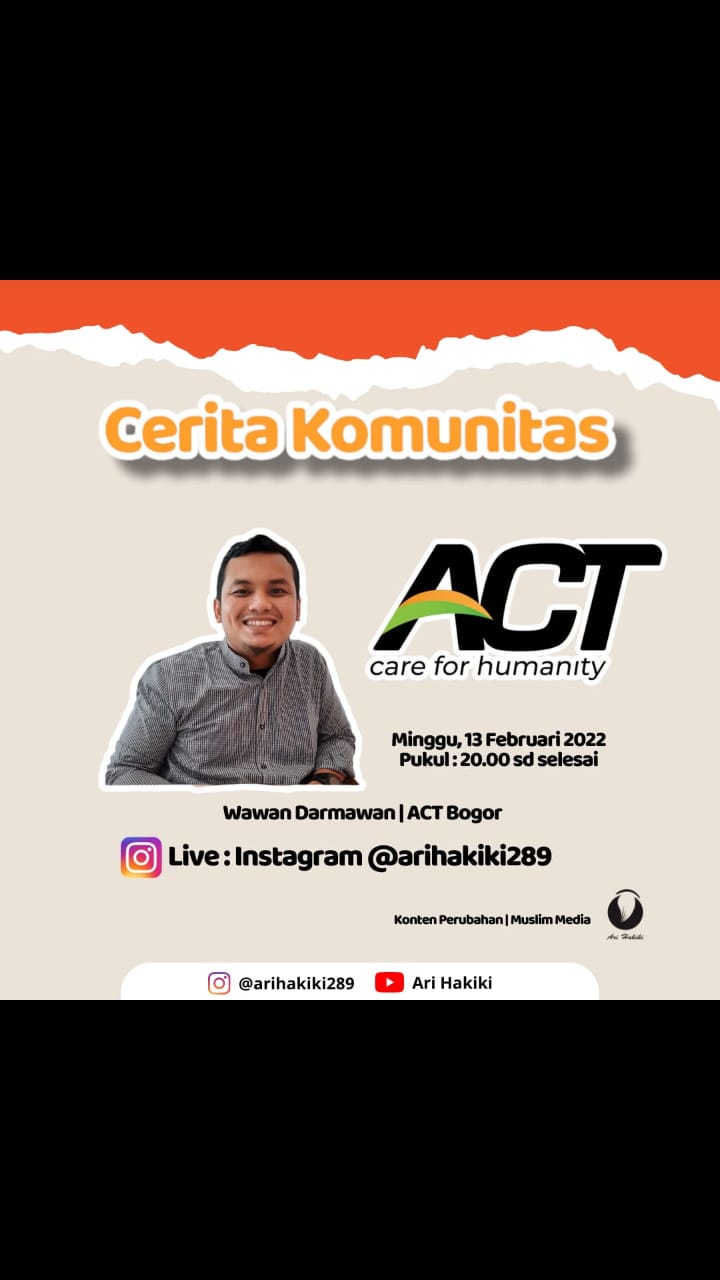 Cerita Komunitas
ACT
care for humanity
Minggu, 13 Februari 2022
Pukul : 20.00 sd selesai
Wawan Darmawan | ACT Bogor
Live : Instagram @arihakiki289
Konten Perubahan | Muslim Media
Ari Hakiki
@arihakiki289 Ari Hakiki